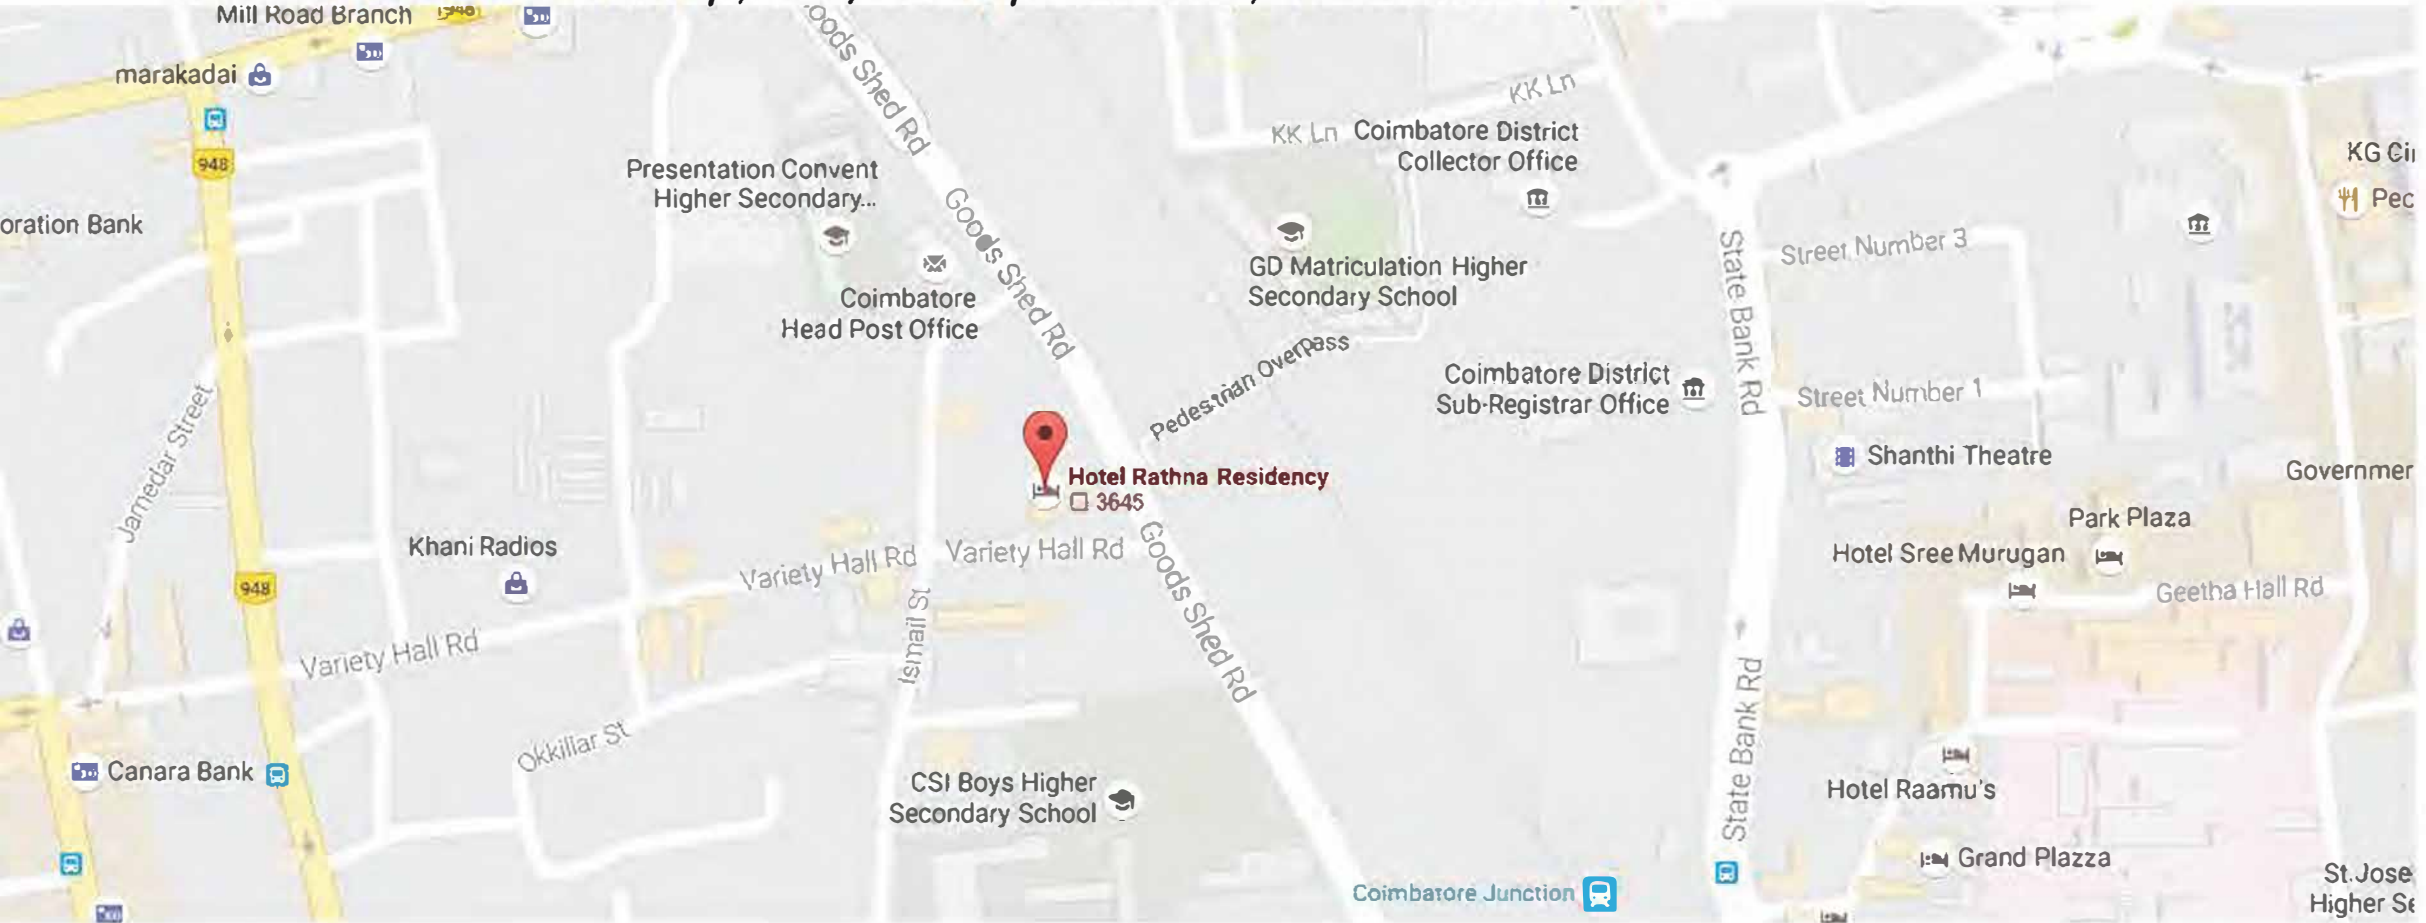 Mill Road Branch
948
marakadai
948
oration Bank
Jamedar Street
Khani Radios
948
Variety Hall Rd
Canara Bank
Okkiliar St
oods Shed Rd
Presentation Convent
Higher Secondary...
Goods Shed Rd
Coimbatore
Head Post Office
Hotel Rathna Residency
3645
Variety Hall Rd
Variety Hall Rd
Ismail St
Goods Shed Rd
CSI Boys Higher
Secondary School
KK Ln
KK Ln
Coimbatore District
Collector Office
GD Matriculation Higher
Secondary School
Pedestrian Overpass
Coimbatore District
Sub-Registrar Office
State Bank Rd
Street Number 3
Street Number 1
Shanthi Theatre
Park Plaza
Hotel Sree Murugan
Geetha Hall Rd
State Bank Rd
Hotel Raamu's
Grand Plazza
Coimbatore Junction
KG Ci
Pec
Governmer
St. Jose
Higher Se